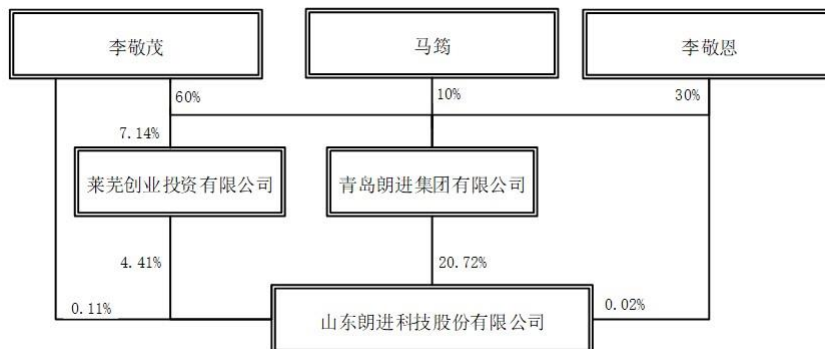 李敬茂
马筠
李敬恩
60%
10%
30%
7.14%
莱芜创业投资有限公司
青岛朗进集团有限公司
4.41%
20.72%
0.11%
0.02%
山东朗进科技股份有限公司